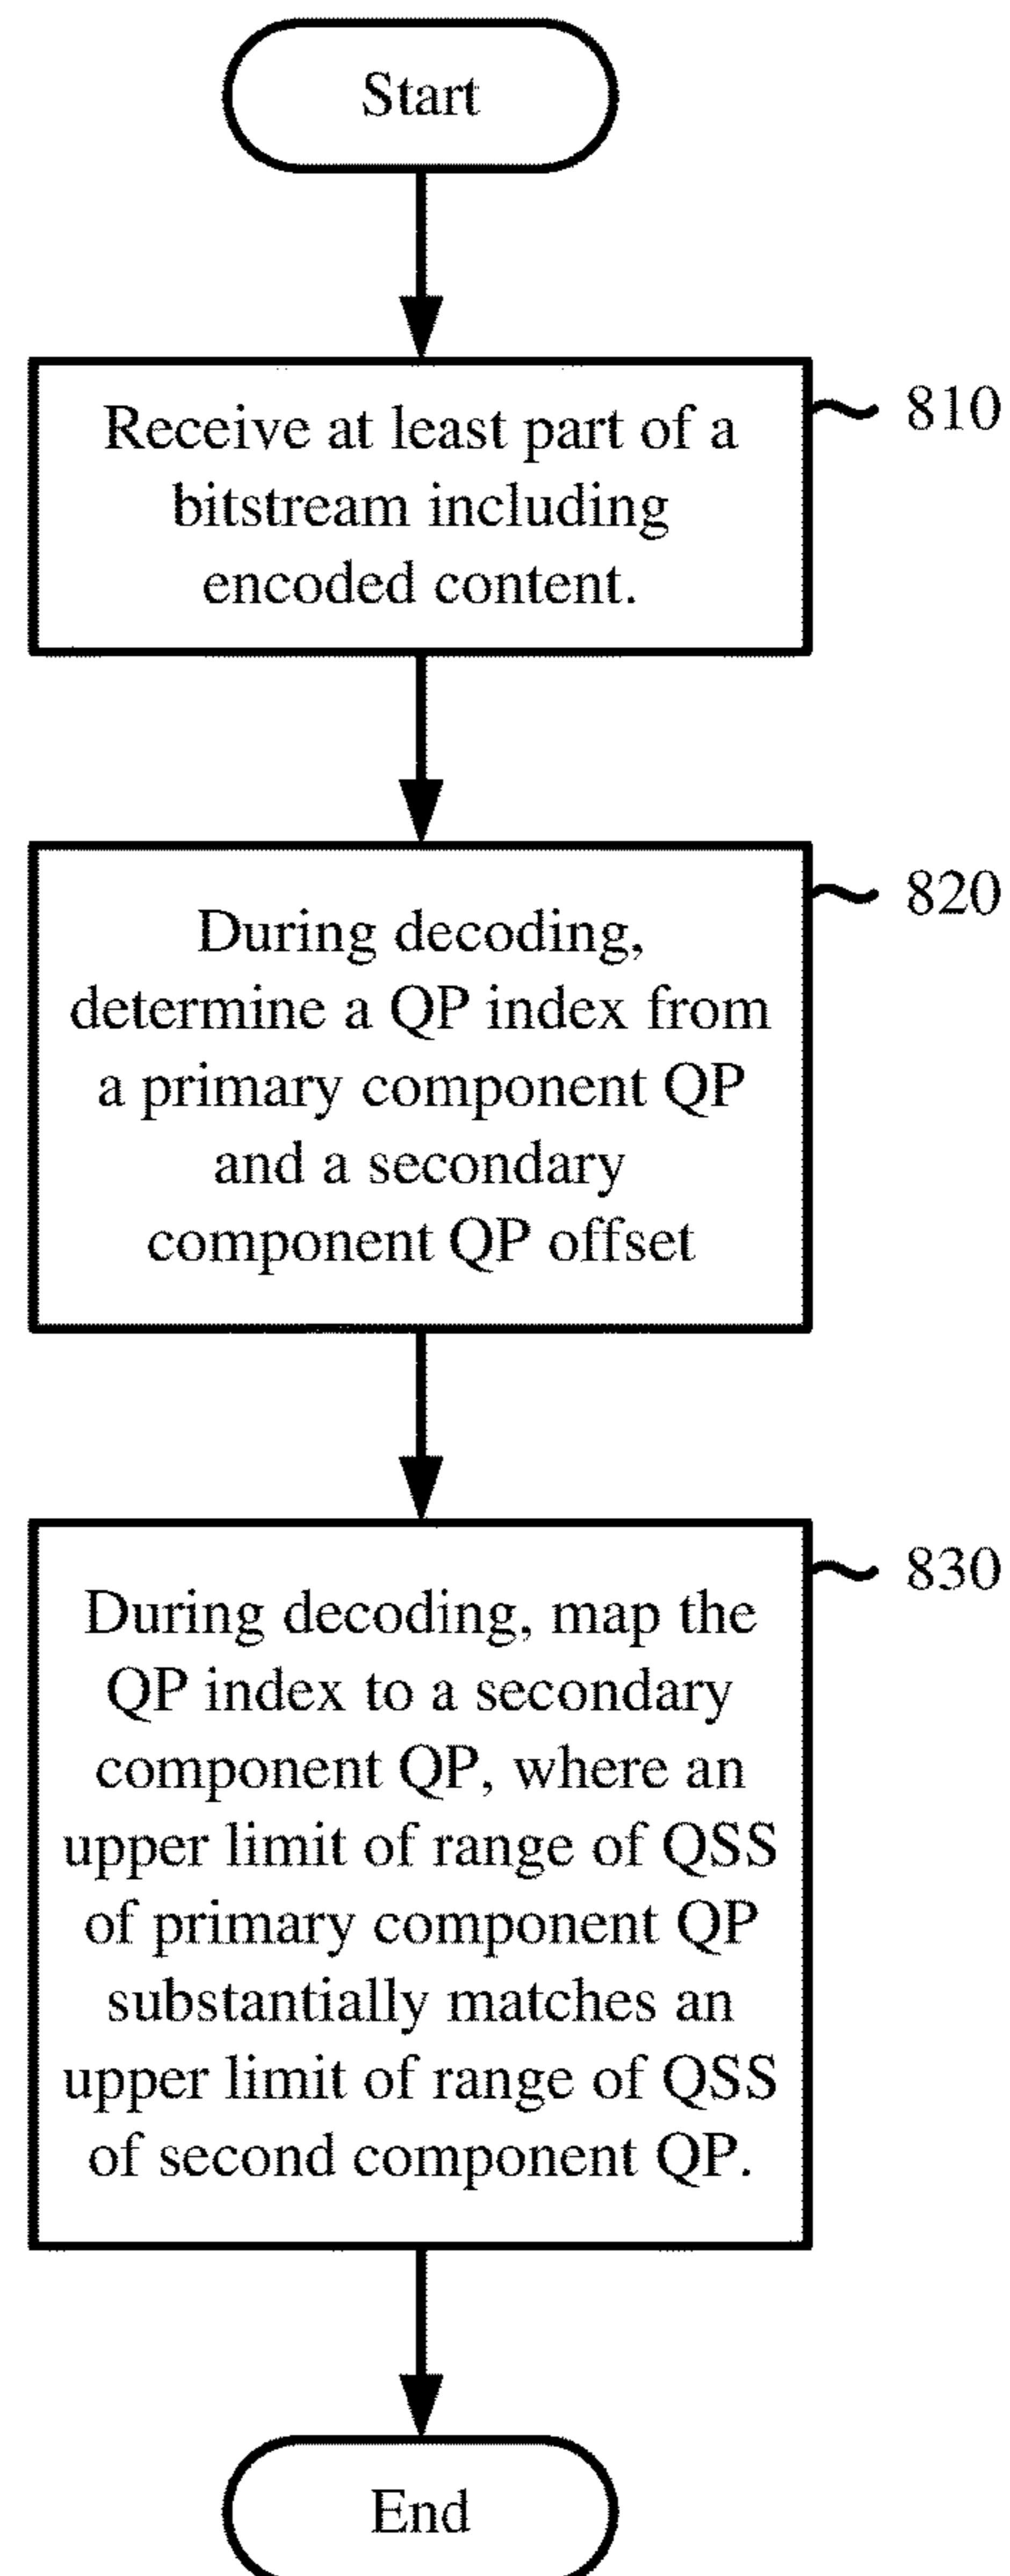 Start
Receive at least part of a
bitstream including
encoded content.
810
During decoding,
determine a QP index from
a primary component QP
and a secondary
component QP offset
820
During decoding, map the
QP index to a secondary
component QP, where an
upper limit of range of QSS
of primary component QP
substantially matches an
upper limit of range of QSS
of second component QP.
830
End